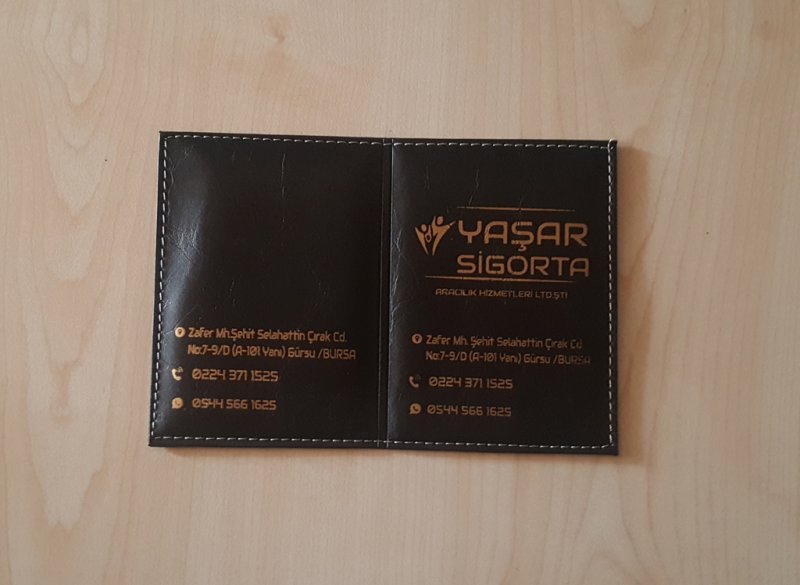 Zafer Mh.Şehit Selahattin Çırak Cd.
No:7-9/D (A-101 Yanı) Gürsu /BURSA
0224 371 1525
0544 566 1625
YAŞAR
SİGORTA
ARACILIK HİZMETLERİ LTD.ŞTİ
Zafer Mh. Şehit Selahattin Çırak Cd.
No:7-9/D (A-101 Yanı) Gürsu /BURSA
0224 371 1525
0544 566 1625